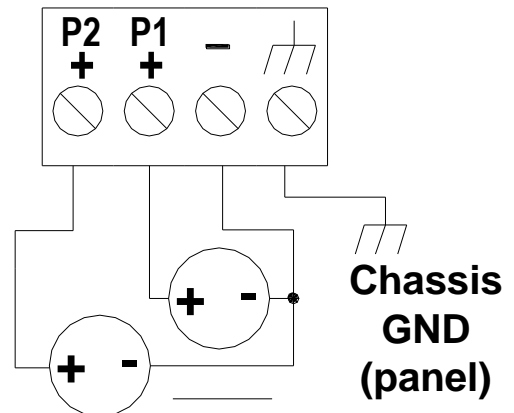 P2 P1 –
+ +
+ -
+ -
Chassis
GND
(panel)